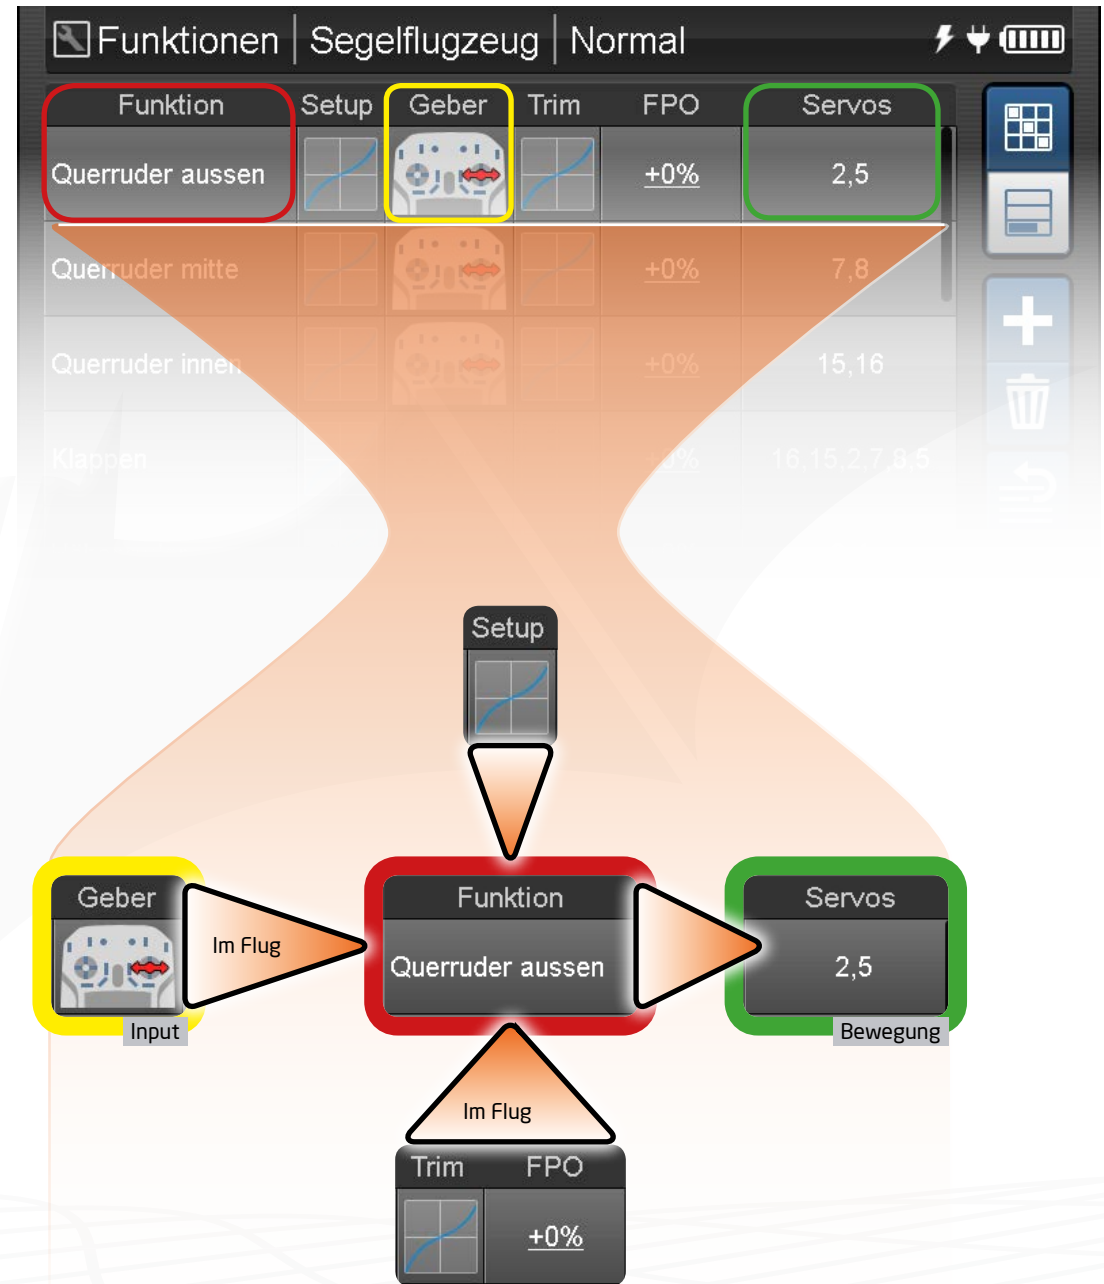 Funktionen Segelflugzeug Normal
Funktion Setup Geber Trim FPO Servos
Querruder aussen +0% 2,5
Querruder mitte +0% 7,8
Querruder innen +0% 15,16
Klappen +0% 16,15,2,7,8,5
Setup
Geber Funktion Servos
Im Flug Querruder aussen 2,5
Input Bewegung
Im Flug
Trim FPO
+0%